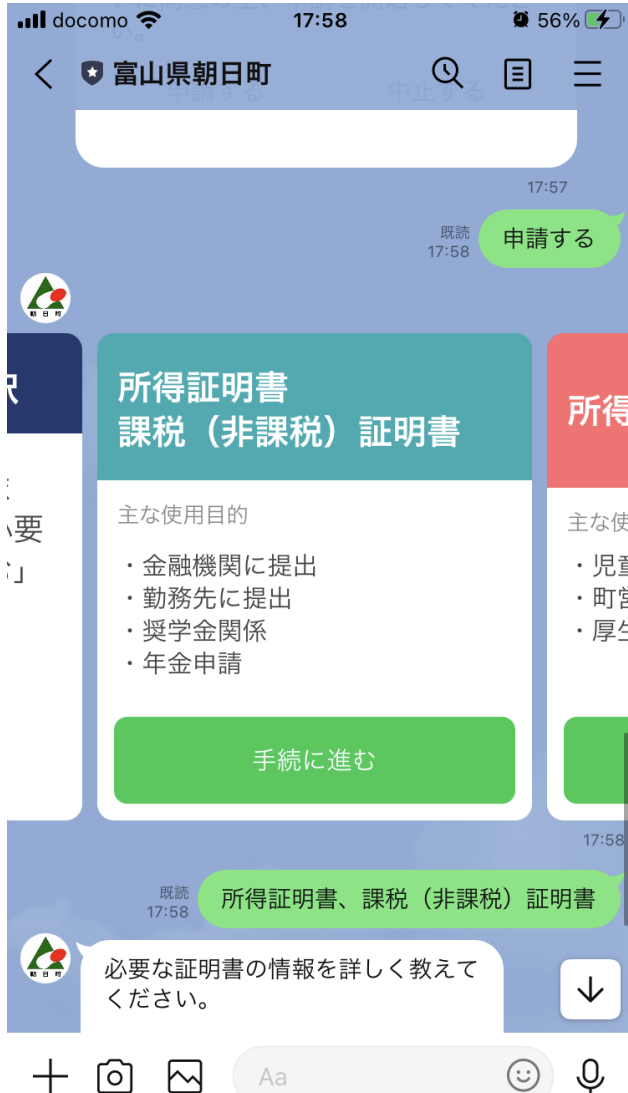 docomo 17:58 56%
富山県朝日町
申請する 中止する
17:57
既読
17:58
申請する
朝日町
所得証明書
課税（非課税）証明書
主な使用目的
・金融機関に提出
・勤務先に提出
・奨学金関係
・年金申請
手続に進む
要
」
所得
主な使
・児童
・町営
・厚生
17:58
既読
17:58
所得証明書、課税（非課税）証明書
朝日町
必要な証明書の情報を詳しく教えて
ください。
Aa